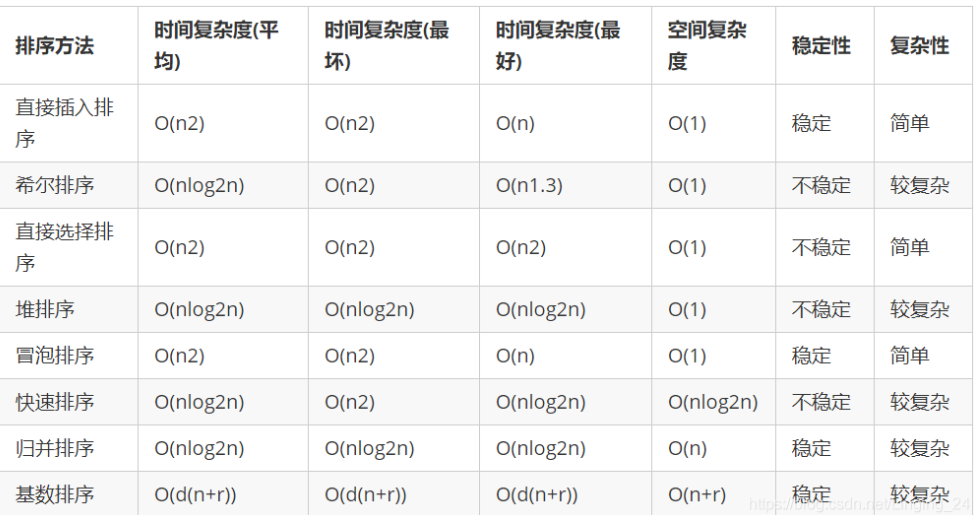 排序方法 时间复杂度(平均) 时间复杂度(最坏) 时间复杂度(最好) 空间复杂度 稳定性 复杂性
直接插入排序 O(n2) O(n2) O(n) O(1) 稳定 简单
希尔排序 O(nlog2n) O(n2) O(n1.3) O(1) 不稳定 较复杂
直接选择排序 O(n2) O(n2) O(n2) O(1) 不稳定 简单
堆排序 O(nlog2n) O(nlog2n) O(nlog2n) O(1) 不稳定 较复杂
冒泡排序 O(n2) O(n2) O(n) O(1) 稳定 简单
快速排序 O(nlog2n) O(n2) O(nlog2n) O(nlog2n) 不稳定 较复杂
归并排序 O(nlog2n) O(nlog2n) O(nlog2n) O(n) 稳定 较复杂
基数排序 O(d(n+r)) O(d(n+r)) O(d(n+r)) O(n+r) 稳定 较复杂